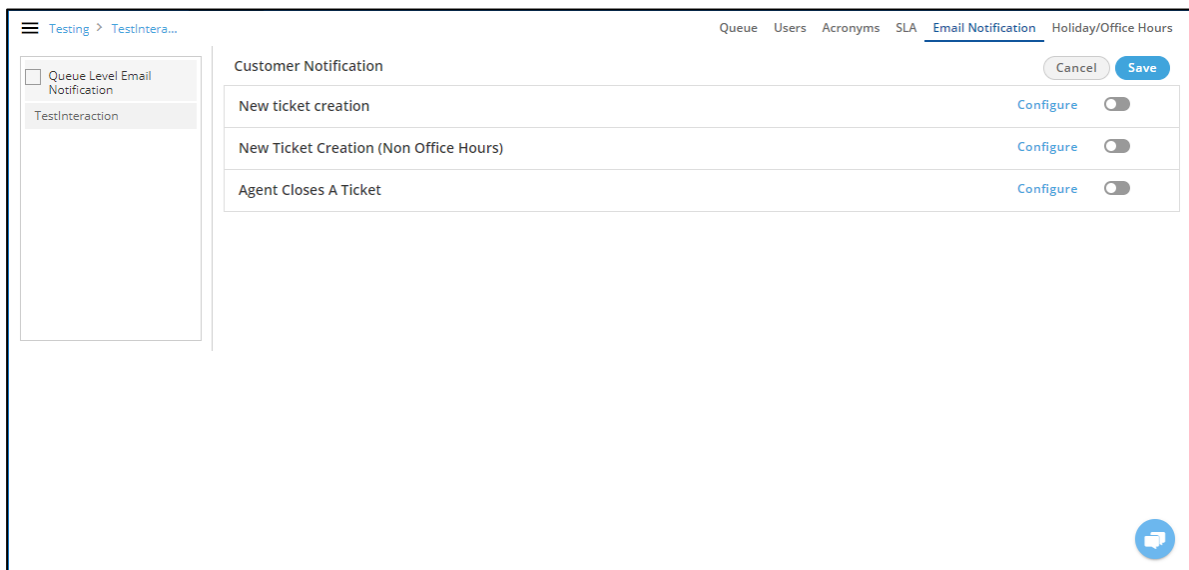 Testing > TestIntera...
Queue Users Acronyms SLA Email Notification Holiday/Office Hours
Queue Level Email
Notification
TestInteraction
Customer Notification
Cancel Save
New ticket creation Configure
New Ticket Creation (Non Office Hours) Configure
Agent Closes A Ticket Configure